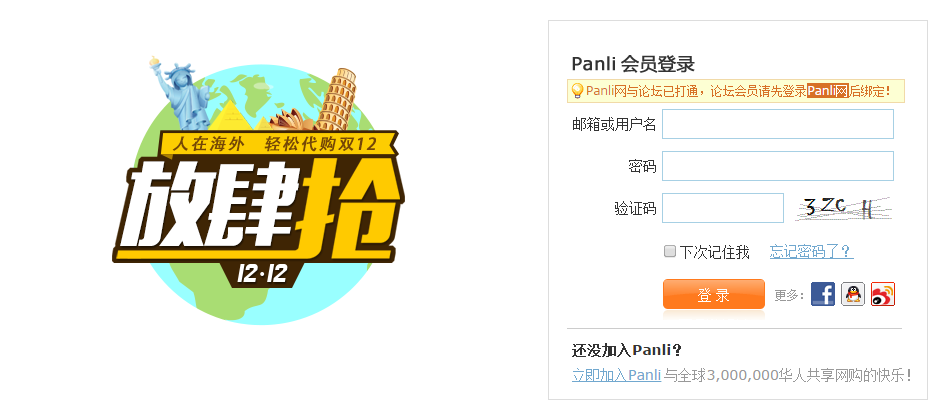 人在海外 轻松代购双12
放肆抢
12·12
Panli 会员登录
Panli网与论坛已打通，论坛会员请先登录Panli网后绑定！
邮箱或用户名
密码
验证码
3ZC4
下次记住我 忘记密码了？
登 录 更多：
还没加入Panli？
立即加入Panli 与全球3,000,000华人共享网购的快乐！